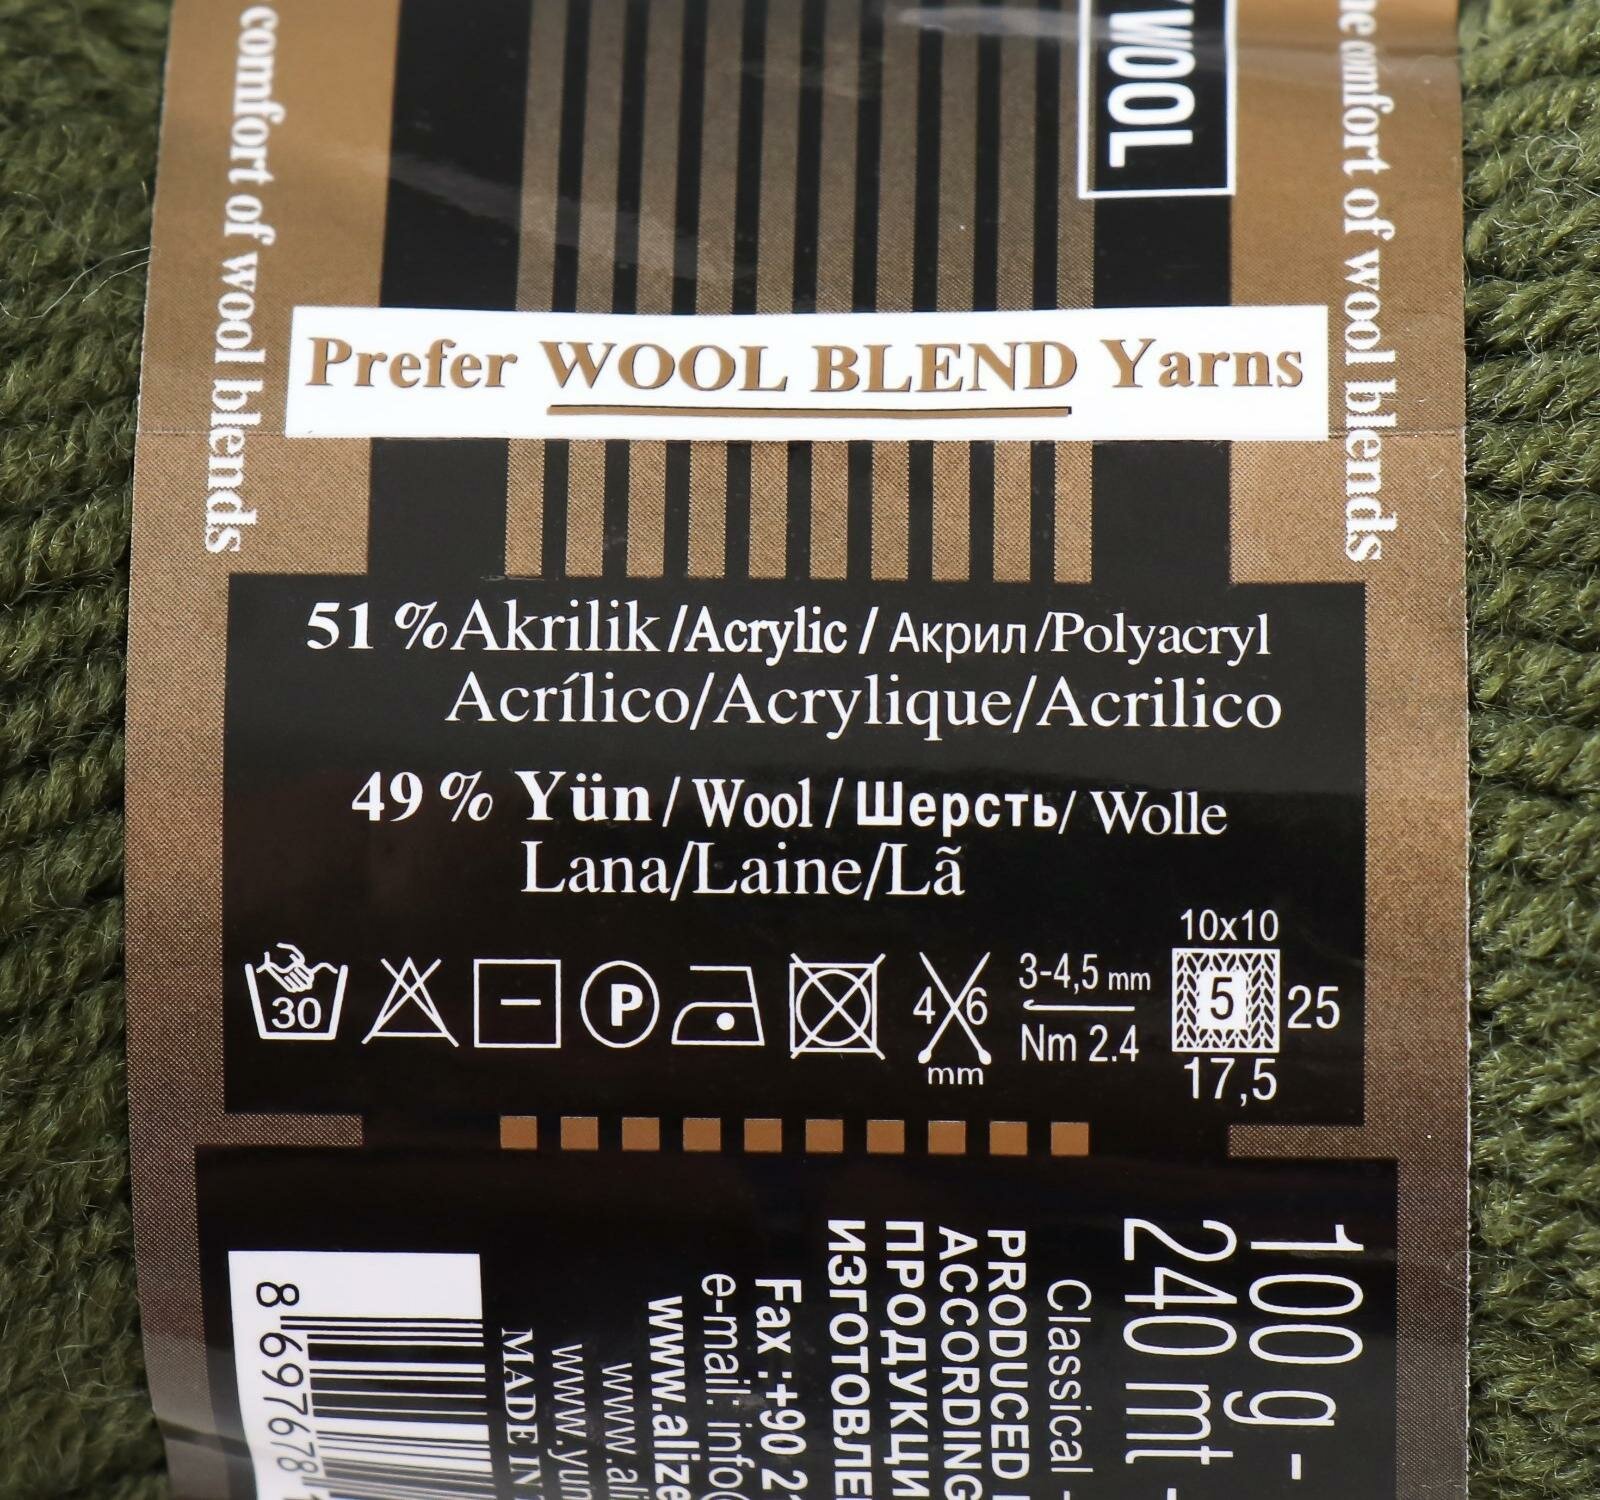 comfort of wool blends
WOOL
of wool blends
Prefer WOOL BLEND Yarns
51 % Akrilik / Acrylic / Акрил / Polyacryl
Acrílico/Acrylique/Acrilico
49 % Yün / Wool / Шерсть / Wolle
Lana/Laine/Lã
30
P
4 6
mm
3-4,5 mm
Nm 2.4
10x10
5
25
17,5
100 g -
240 mt -
Classical -
PRODUCED
ACCORDING
ПРОДУКЦИ
ИЗГОТОВЛЕ
Fax :+90 2
e-mail: info@
www.alize
www.ali
www.yun
MADE IN
8 697678